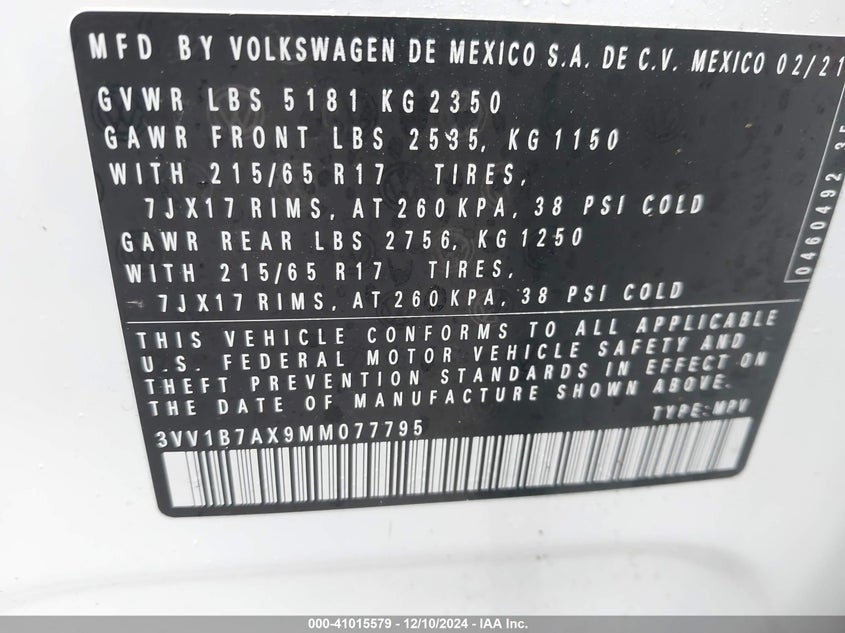 MFD BY VOLKSWAGEN DE MEXICO S.A. DE C.V. MEXICO 02/21
GVWR LBS 5181 KG 2350
GAWR FRONT LBS 2535, KG 1150
WITH 215/65 R17 TIRES,
7JX17 RIMS, AT 260 KPA, 38 PSI COLD
GAWR REAR LBS 2756, KG 1250
WITH 215/65 R17 TIRES,
7JX17 RIMS, AT 260 KPA, 38 PSI COLD
THIS VEHICLE CONFORMS TO ALL APPLICABLE
U.S. FEDERAL MOTOR VEHICLE SAFETY AND
THEFT PREVENTION STANDARDS IN EFFECT ON
THE DATE OF MANUFACTURE SHOWN ABOVE.
TYPE: MPV
3VV1B7AX9MM077795
0460492
000-41015579 - 12/10/2024 - IAA Inc.